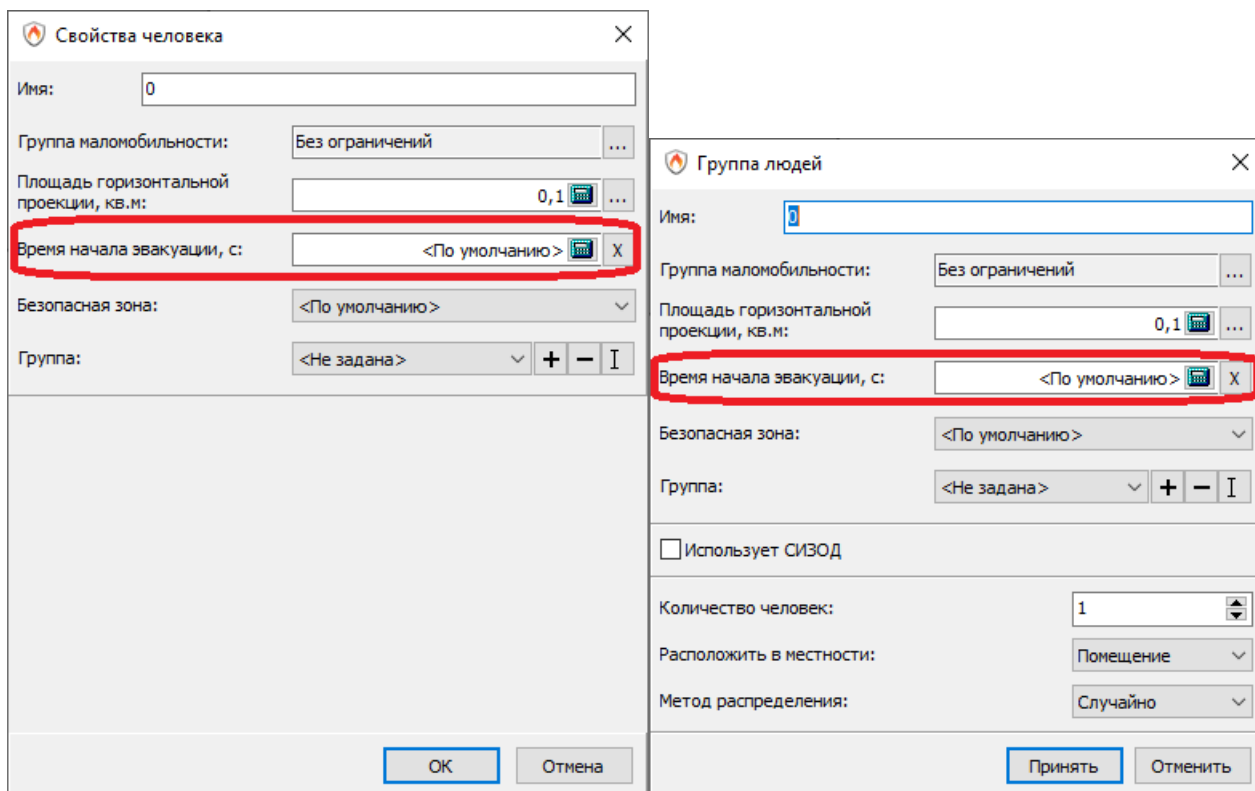 Свойства человека
Имя: 0
Группа маломобильности: Без ограничений ...
Площадь горизонтальной
проекции, кв.м: 0,1 ...
Время начала эвакуации, с: <По умолчанию> X
Безопасная зона: <По умолчанию>
Группа: <Не задана> + − I
ОК Отмена
Группа людей
Имя: 0
Группа маломобильности: Без ограничений ...
Площадь горизонтальной
проекции, кв.м: 0,1 ...
Время начала эвакуации, с: <По умолчанию> X
Безопасная зона: <По умолчанию>
Группа: <Не задана> + − I
Использует СИЗОД
Количество человек: 1
Расположить в местности: Помещение
Метод распределения: Случайно
Принять Отменить